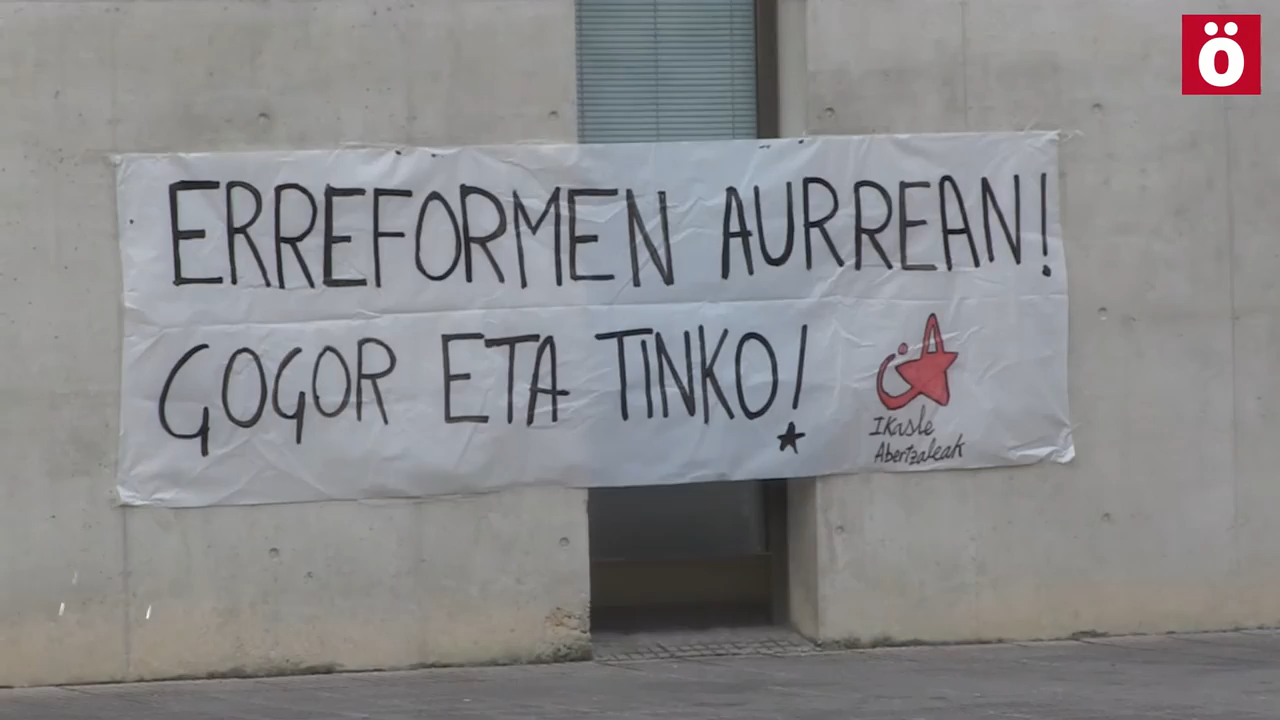 Ö
ERREFORMEN AURREAN!
GOGOR ETA TINKO!
Ikasle
Abertzaleak